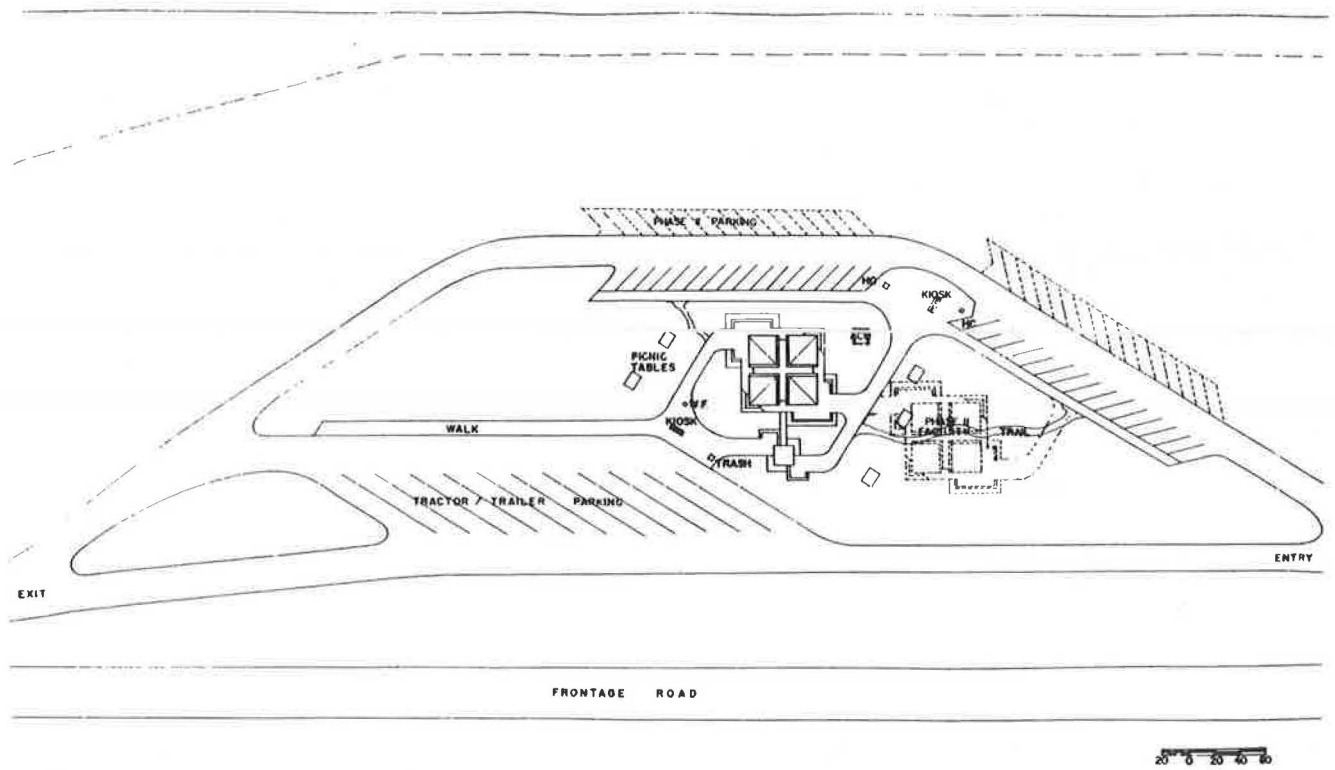 PHASE II PARKING
HC
KIOSK
HC
PICNIC
TABLES
KIOSK
WALK
PHASE II
FACILITY
TRAIL
TRASH
TRACTOR / TRAILER PARKING
ENTRY
EXIT
FRONTAGE ROAD
20 0 20 40 80